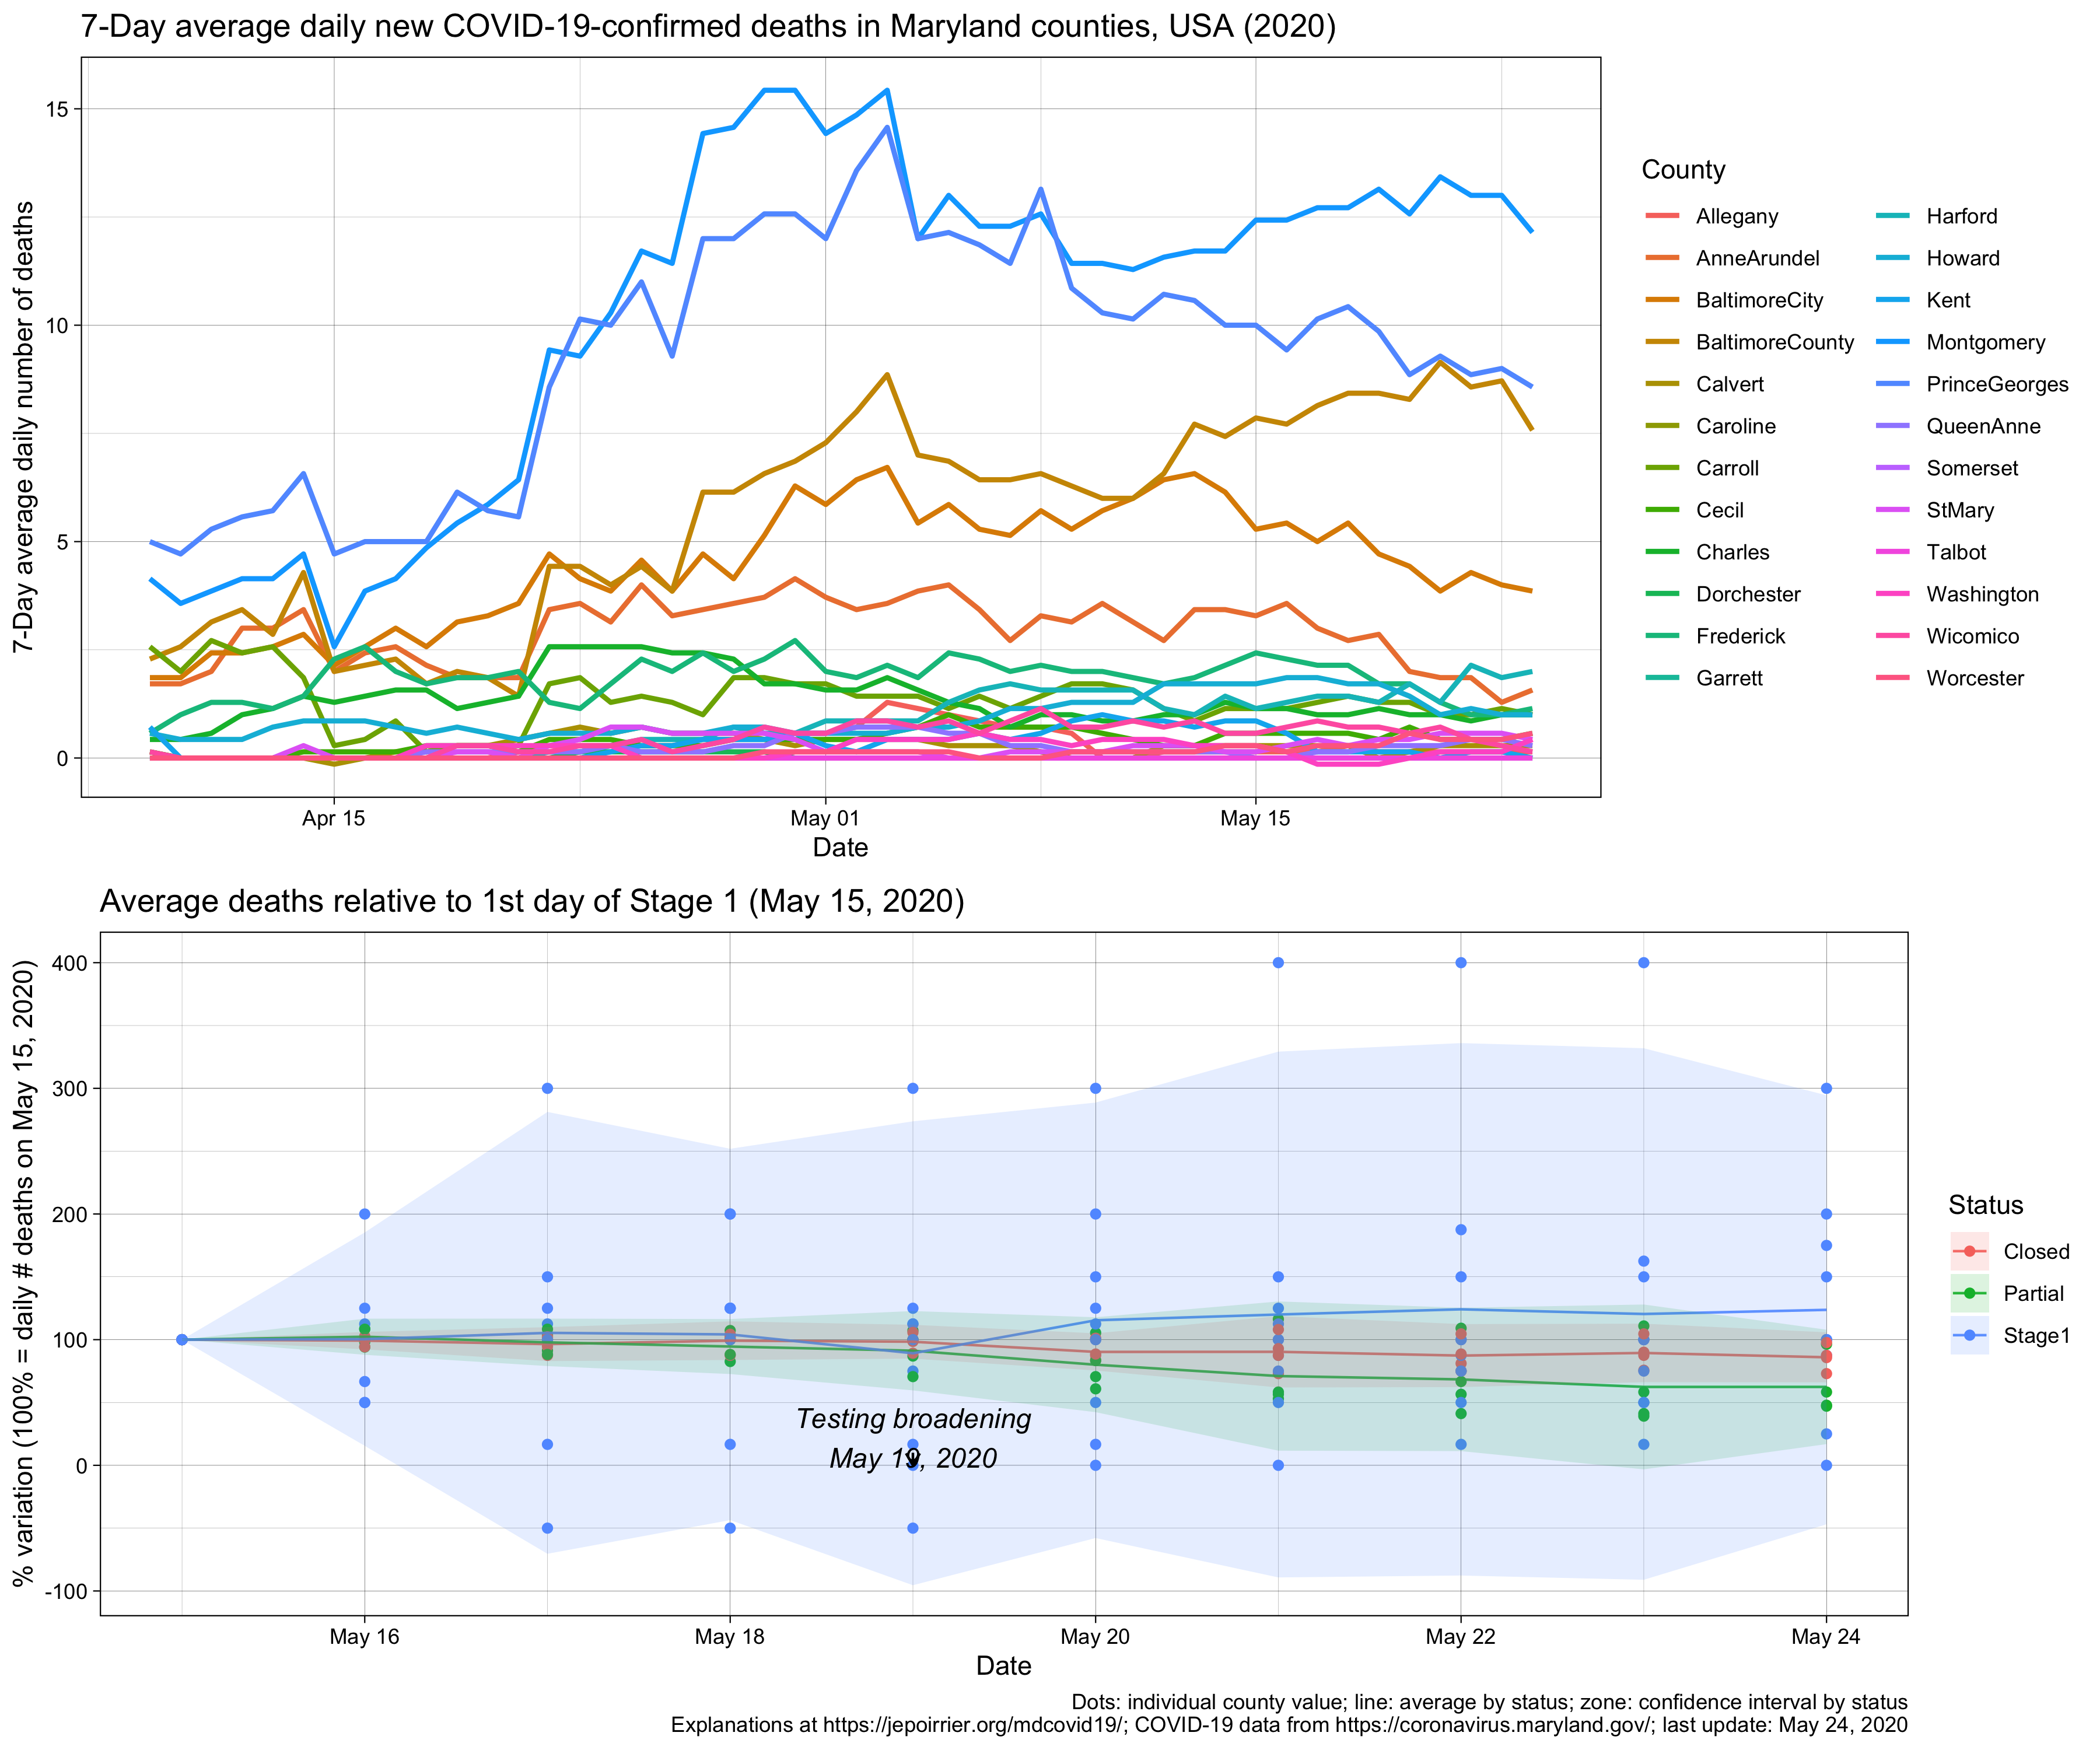 7-Day average daily new COVID-19-confirmed deaths in Maryland counties, USA (2020)
7-Day average daily number of deaths
15
10
5
0
Apr 15
May 01
May 15
Date
County
Allegany
AnneArundel
BaltimoreCity
BaltimoreCounty
Calvert
Caroline
Carroll
Cecil
Charles
Dorchester
Frederick
Garrett
Harford
Howard
Kent
Montgomery
PrinceGeorges
QueenAnne
Somerset
StMary
Talbot
Washington
Wicomico
Worcester
Average deaths relative to 1st day of Stage 1 (May 15, 2020)
% variation (100% = daily # deaths on May 15, 2020)
400
300
200
100
0
-100
Testing broadening
May 19, 2020
May 16
May 18
May 20
May 22
May 24
Date
Status
Closed
Partial
Stage1
Dots: individual county value; line: average by status; zone: confidence interval by status
Explanations at https://jepoirrier.org/mdcovid19/; COVID-19 data from https://coronavirus.maryland.gov/; last update: May 24, 2020